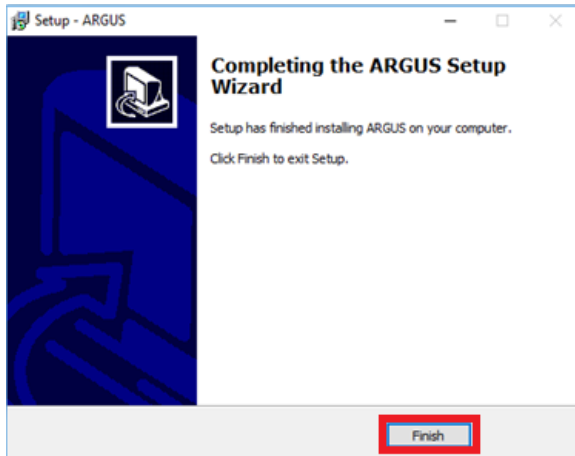 Setup - ARGUS
Completing the ARGUS Setup
Wizard
Setup has finished installing ARGUS on your computer.
Click Finish to exit Setup.
Finish